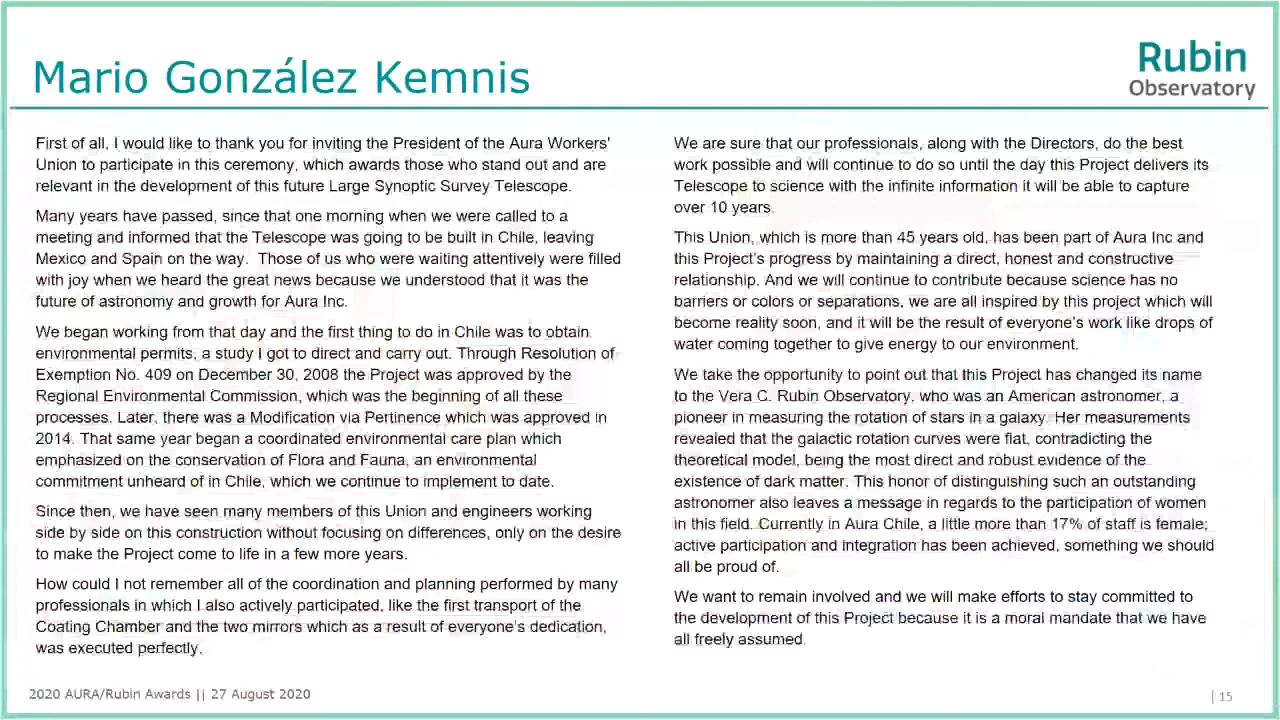 Mario González Kemnis
Rubin
Observatory
First of all, I would like to thank you for inviting the President of the Aura Workers'
Union to participate in this ceremony, which awards those who stand out and are
relevant in the development of this future Large Synoptic Survey Telescope.
Many years have passed, since that one morning when we were called to a
meeting and informed that the Telescope was going to be built in Chile, leaving
Mexico and Spain on the way.  Those of us who were waiting attentively were filled
with joy when we heard the great news because we understood that it was the
future of astronomy and growth for Aura Inc.
We began working from that day and the first thing to do in Chile was to obtain
environmental permits, a study I got to direct and carry out. Through Resolution of
Exemption No. 409 on December 30, 2008 the Project was approved by the
Regional Environmental Commission, which was the beginning of all these
processes. Later, there was a Modification via Pertinence which was approved in
2014. That same year began a coordinated environmental care plan which
emphasized on the conservation of Flora and Fauna, an environmental
commitment unheard of in Chile, which we continue to implement to date.
Since then, we have seen many members of this Union and engineers working
side by side on this construction without focusing on differences, only on the desire
to make the Project come to life in a few more years.
How could I not remember all of the coordination and planning performed by many
professionals in which I also actively participated, like the first transport of the
Coating Chamber and the two mirrors which as a result of everyone's dedication,
was executed perfectly.
We are sure that our professionals, along with the Directors, do the best
work possible and will continue to do so until the day this Project delivers its
Telescope to science with the infinite information it will be able to capture
over 10 years.
This Union, which is more than 45 years old, has been part of Aura Inc and
this Project's progress by maintaining a direct, honest and constructive
relationship. And we will continue to contribute because science has no
barriers or colors or separations, we are all inspired by this project which will
become reality soon, and it will be the result of everyone's work like drops of
water coming together to give energy to our environment.
We take the opportunity to point out that this Project has changed its name
to the Vera C. Rubin Observatory, who was an American astronomer, a
pioneer in measuring the rotation of stars in a galaxy. Her measurements
revealed that the galactic rotation curves were flat, contradicting the
theoretical model, being the most direct and robust evidence of the
existence of dark matter. This honor of distinguishing such an outstanding
astronomer also leaves a message in regards to the participation of women
in this field. Currently in Aura Chile, a little more than 17% of staff is female;
active participation and integration has been achieved, something we should
all be proud of.
We want to remain involved and we will make efforts to stay committed to
the development of this Project because it is a moral mandate that we have
all freely assumed.
2020 AURA/Rubin Awards || 27 August 2020
| 15